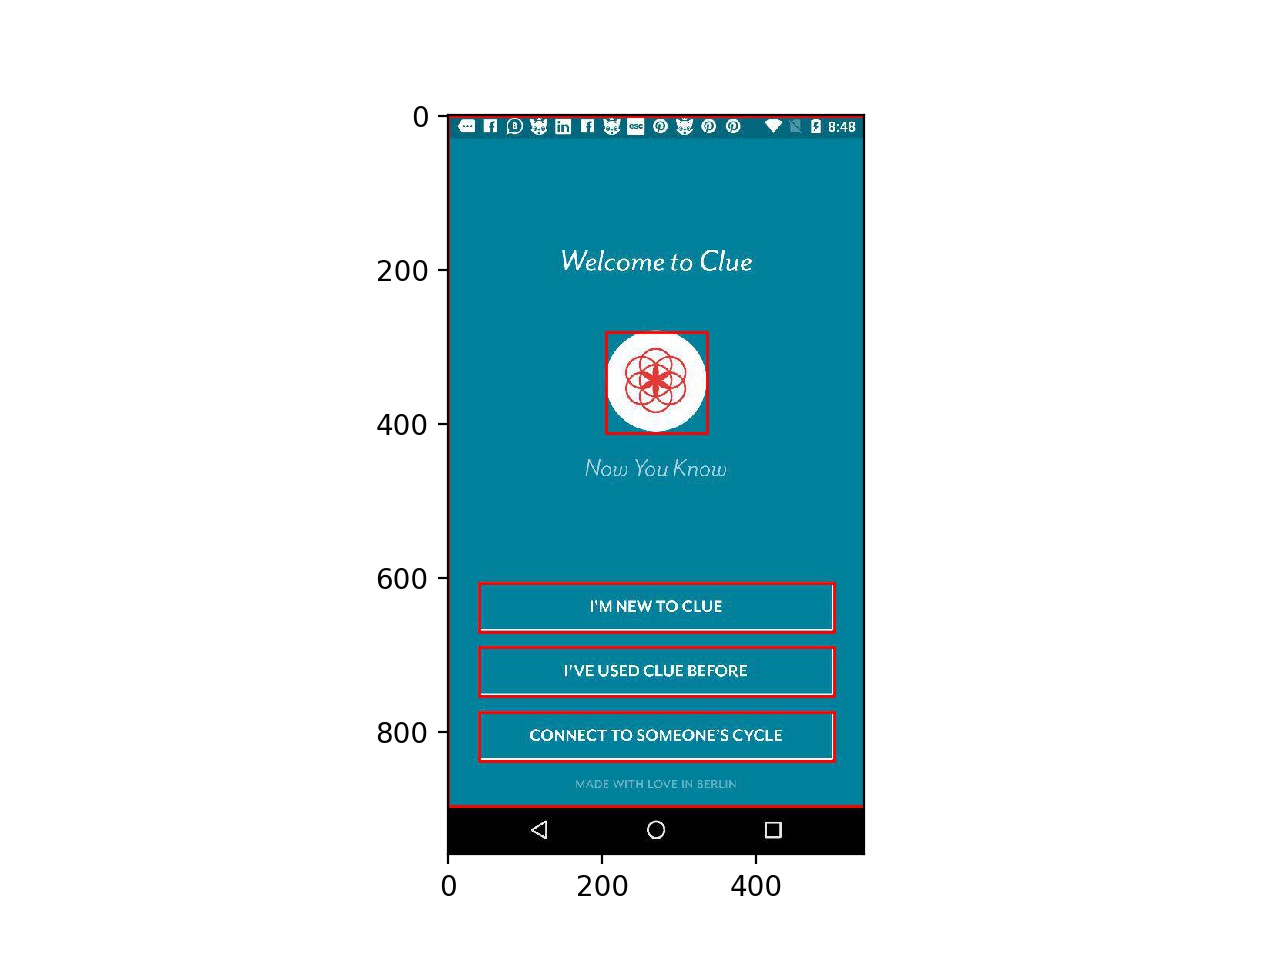 0
200
400
600
800
8:48
Welcome to Clue
Now You Know
I'M NEW TO CLUE
I'VE USED CLUE BEFORE
CONNECT TO SOMEONE'S CYCLE
MADE WITH LOVE IN BERLIN
0 200 400